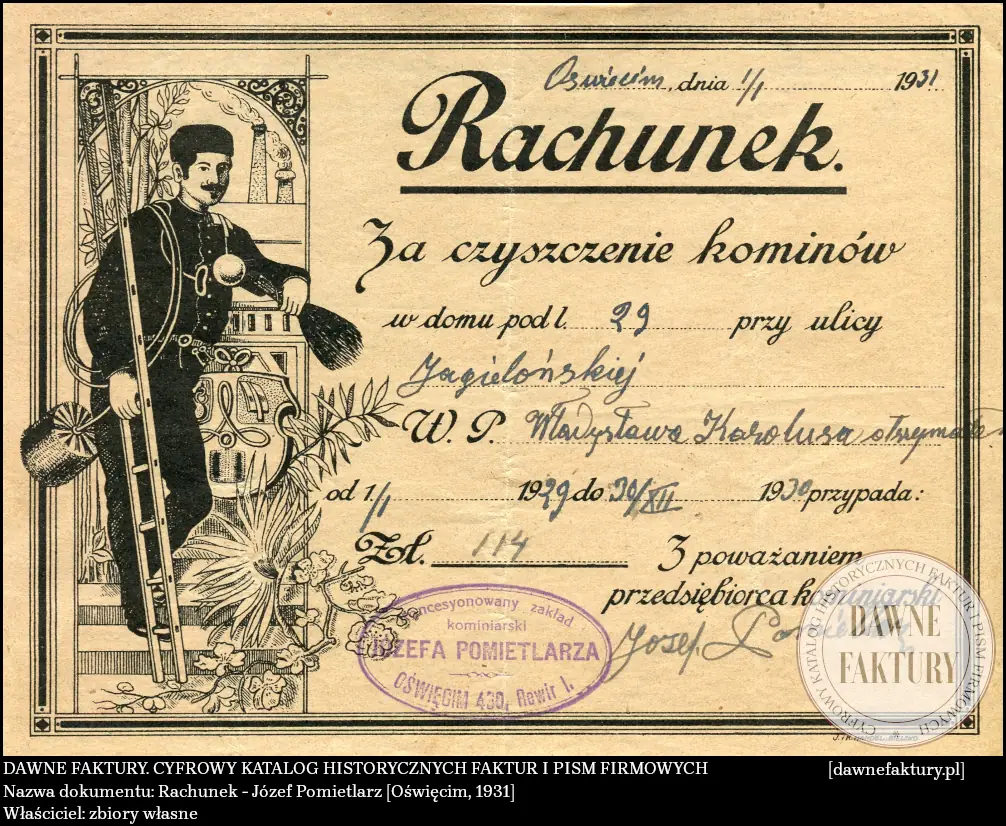 Oświęcim, dnia 1/1 1931
Rachunek.
Za czyszczenie kominów
w domu pod l. 29 przy ulicy
Jagielońskiej
W. P. Władysława Karolusa
od 1/1 1929 do 30/XII 1930 przypada:
Zł. 114 Z poważaniem
przedsiębiorca kominiarski
Koncesyonowany zakład
kominiarski
JÓZEFA POMIETLARZA
OŚWIĘCIM 430, Rewir I.
Józef
CYFROWY KATALOG HISTORYCZNYCH FAKTUR I PISM FIRMOWYCH
DAWNE
FAKTURY
DAWNE FAKTURY. CYFROWY KATALOG HISTORYCZNYCH FAKTUR I PISM FIRMOWYCH [dawnefaktury.pl]
Nazwa dokumentu: Rachunek - Józef Pomietlarz [Oświęcim, 1931]
Właściciel: zbiory własne